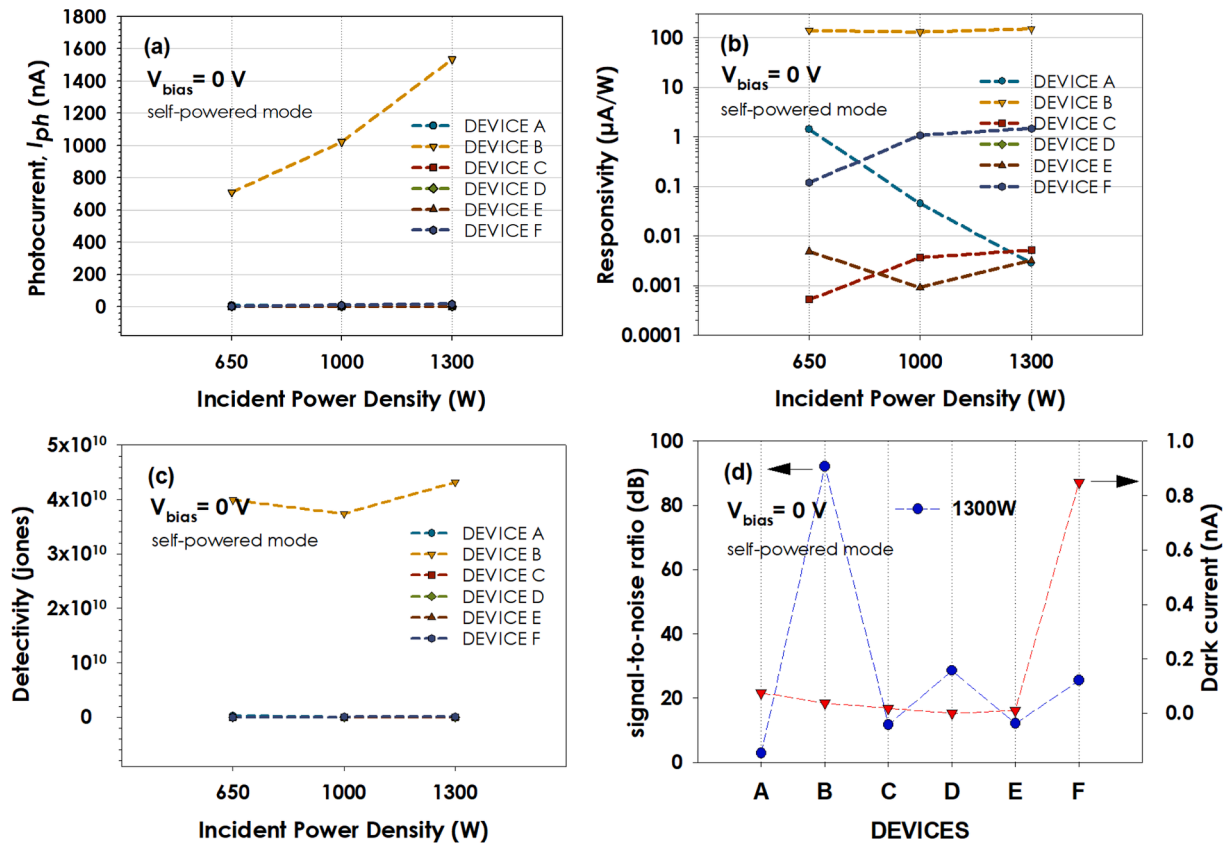 (a)
V_bias= 0 V
self-powered mode
Photocurrent, I_ph (nA)
1800
1600
1400
1200
1000
800
600
400
200
0
DEVICE A
DEVICE B
DEVICE C
DEVICE D
DEVICE E
DEVICE F
650 1000 1300
Incident Power Density (W)
(b)
V_bias= 0 V
self-powered mode
Responsivity (µA/W)
100
10
1
0.1
0.01
0.001
0.0001
DEVICE A
DEVICE B
DEVICE C
DEVICE D
DEVICE E
DEVICE F
650 1000 1300
Incident Power Density (W)
(c)
V_bias= 0 V
self-powered mode
Detectivity (jones)
5x10¹⁰
4x10¹⁰
3x10¹⁰
2x10¹⁰
10¹⁰
0
DEVICE A
DEVICE B
DEVICE C
DEVICE D
DEVICE E
DEVICE F
650 1000 1300
Incident Power Density (W)
(d)
V_bias= 0 V
self-powered mode
1300W
signal-to-noise ratio (dB)
100
80
60
40
20
0
Dark current (nA)
1.0
0.8
0.6
0.4
0.2
0.0
A B C D E F
DEVICES